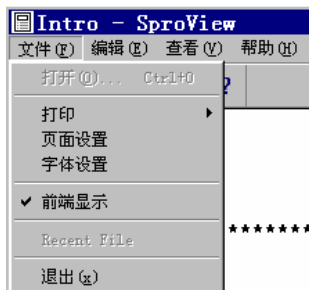 Intro - SproView
文件(F) 编辑(E) 查看(V) 帮助(H)
打开(O)... Ctrl+O
?
打印
页面设置
字体设置
前端显示
*******
Recent File
退出(x)